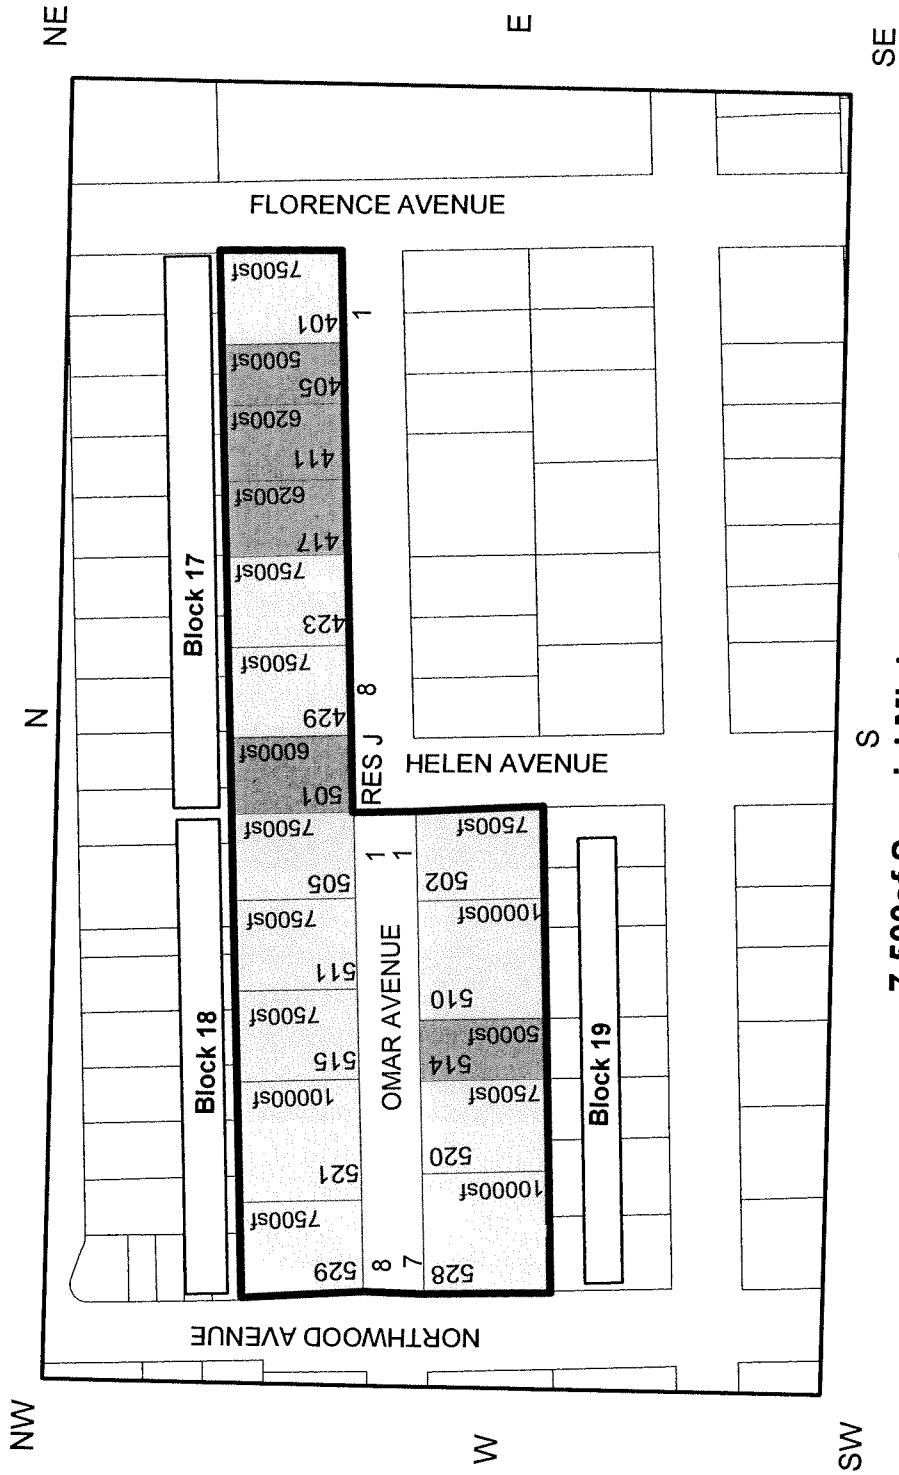 NW
N
NE
W
E
SW
S
SE
FLORENCE AVENUE
HELEN AVENUE
OMAR AVENUE
NORTHWOOD AVENUE
Block 17
Block 18
Block 19
RES J
7500sf
401
5000sf
405
6200sf
411
6200sf
417
7500sf
423
7500sf
429
6000sf
501
7500sf
505
7500sf
511
7500sf
515
10000sf
521
7500sf
529
7500sf
502
10000sf
510
5000sf
514
7500sf
520
10000sf
528
1
8
1
1
8
7